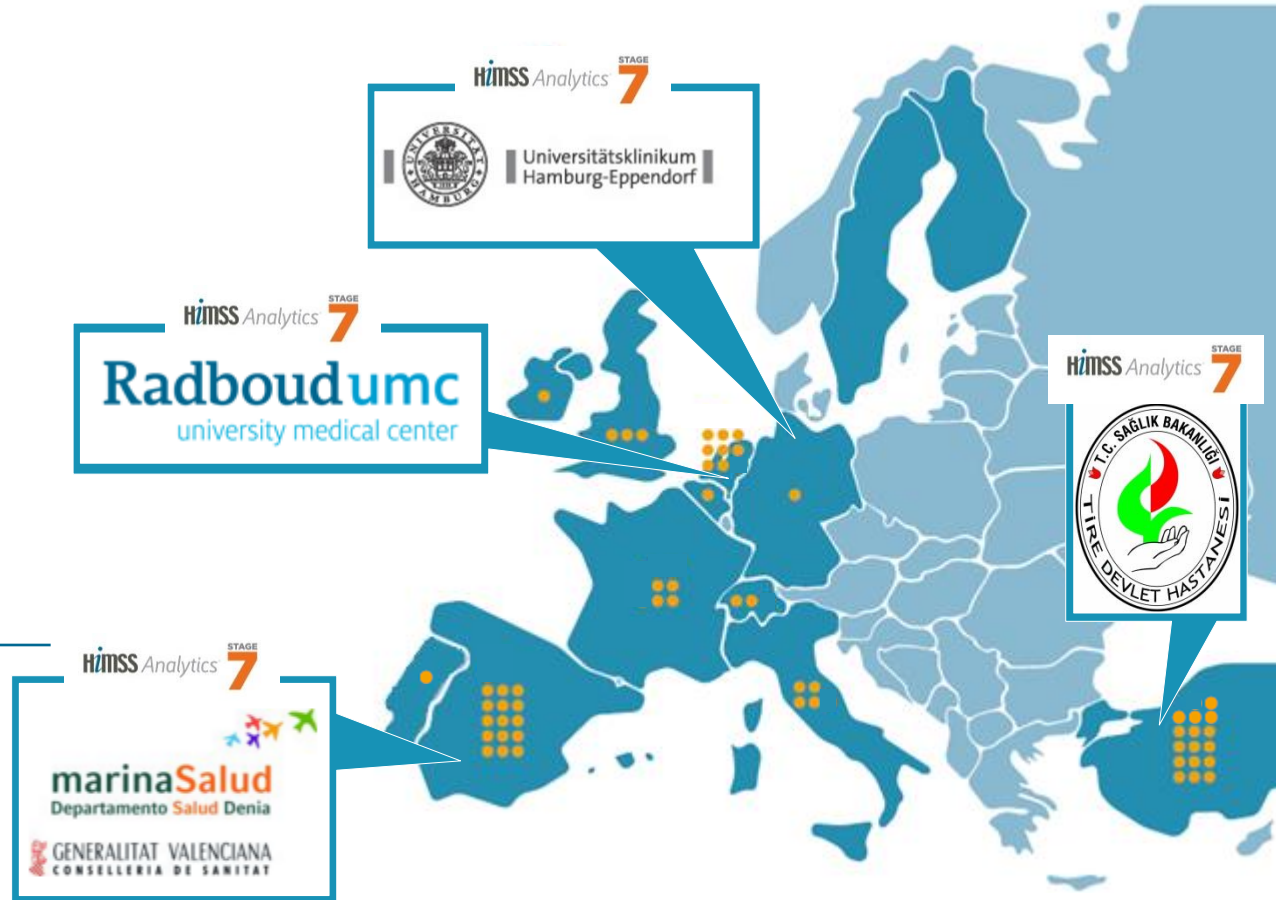 HIMSS Analytics STAGE 7
UNIVERSITÄT HAMBURG
Universitätsklinikum
Hamburg-Eppendorf
HIMSS Analytics STAGE 7
Radboudumc
university medical center
HIMSS Analytics STAGE 7
T.C. SAĞLIK BAKANLIĞI
TİRE DEVLET HASTANESİ
HIMSS Analytics STAGE 7
marinaSalud
Departamento Salud Denia
GENERALITAT VALENCIANA
CONSELLERIA DE SANITAT